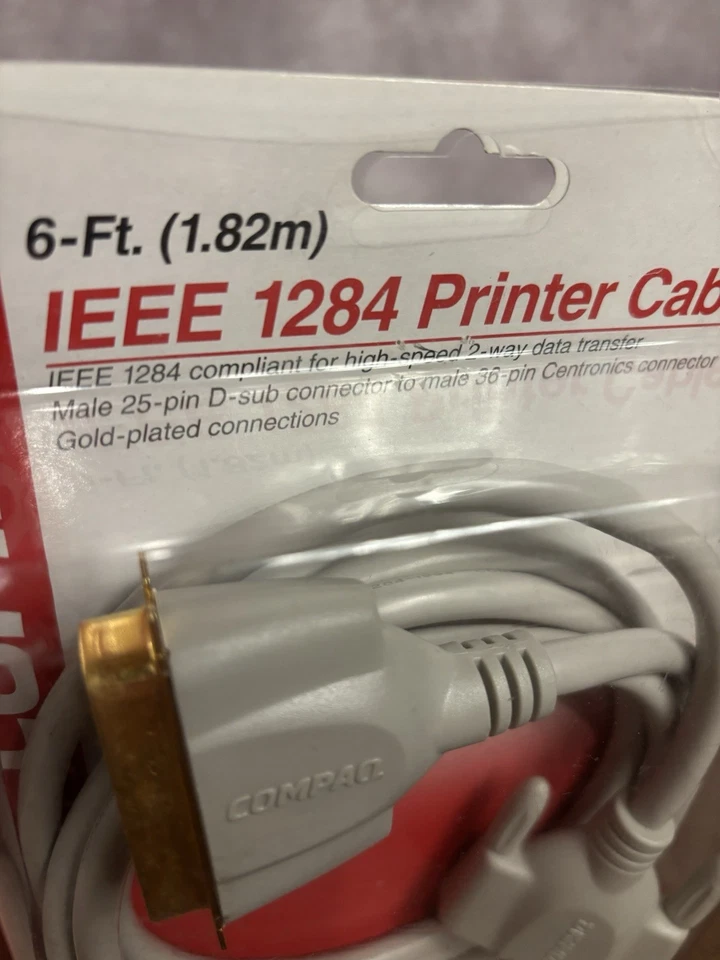 6-Ft. (1.82m)
IEEE 1284 Printer Cab
IEEE 1284 compliant for high-speed 2-way data transfer
Male 25-pin D-sub connector to male 36-pin Centronics connector
Gold-plated connections
COMPAQ